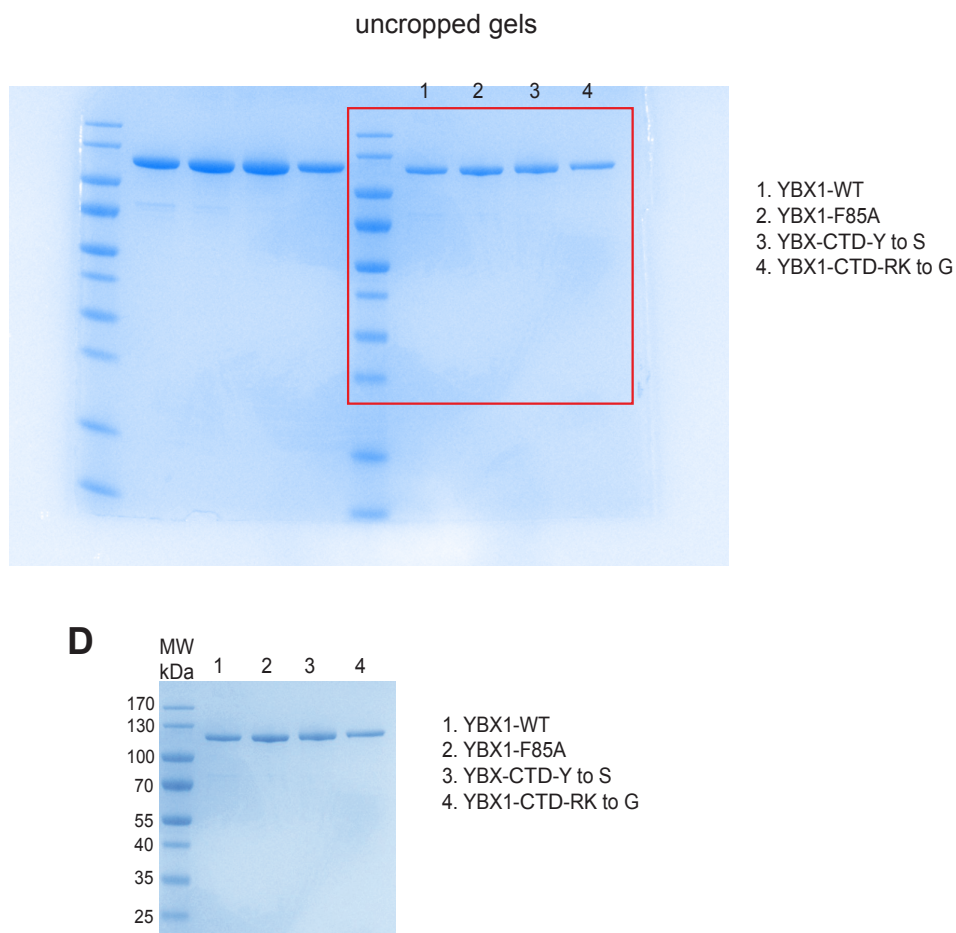 uncropped gels
1 2 3 4
1. YBX1-WT
2. YBX1-F85A
3. YBX-CTD-Y to S
4. YBX1-CTD-RK to G
D
MW
kDa 1 2 3 4
170
130
100
70
55
40
35
25
1. YBX1-WT
2. YBX1-F85A
3. YBX-CTD-Y to S
4. YBX1-CTD-RK to G